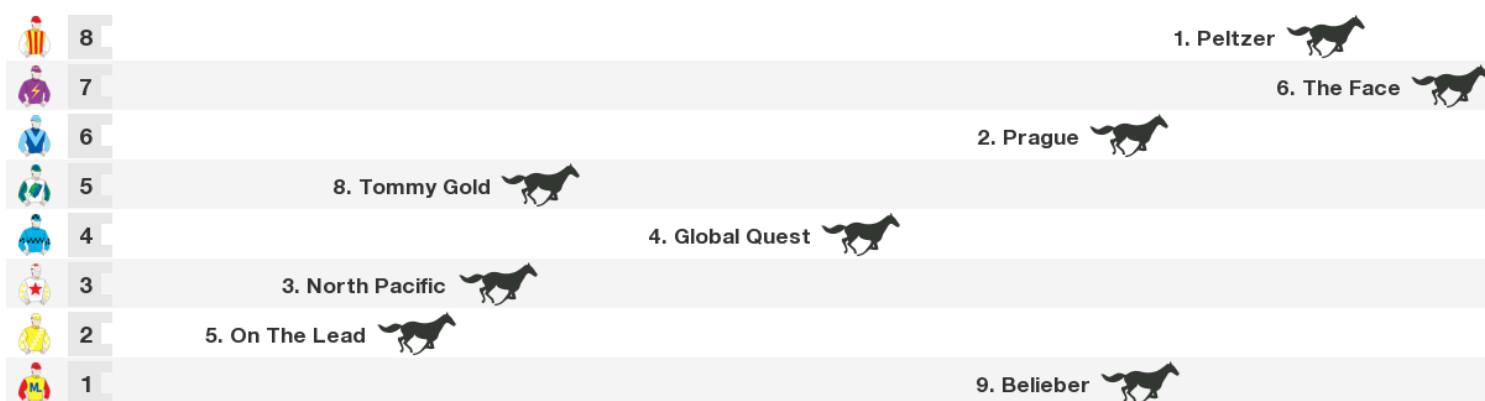 8 1. Peltzer
7 6. The Face
6 2. Prague
5 8. Tommy Gold
4 4. Global Quest
3 3. North Pacific
2 5. On The Lead
ML 1 9. Belieber